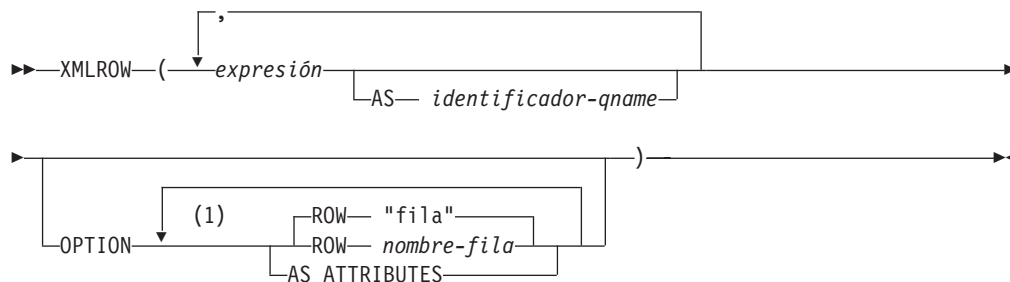 ,
XMLROW ( expresión
AS identificador-qname
)
(1) ROW "fila"
OPTION ROW nombre-fila
AS ATTRIBUTES